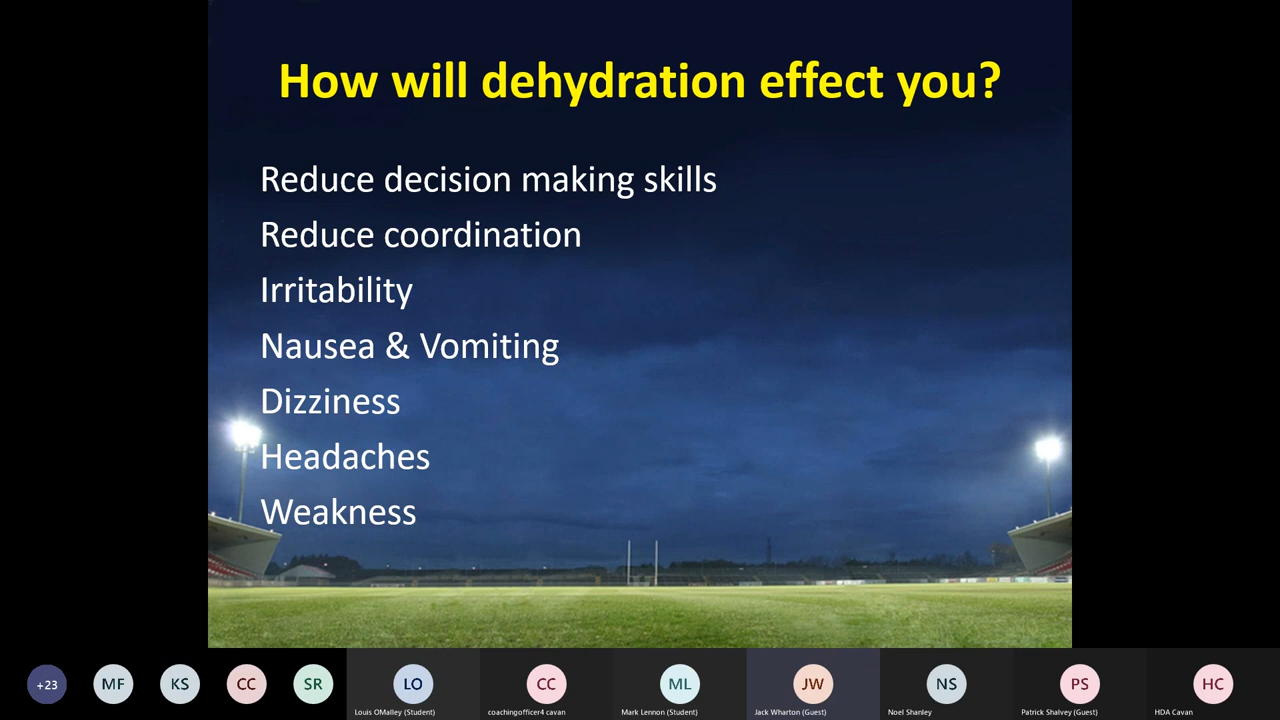 How will dehydration effect you?
Reduce decision making skills
Reduce coordination
Irritability
Nausea & Vomiting
Dizziness
Headaches
Weakness
+23
MF
KS
CC
SR
LO
CC
ML
JW
NS
PS
HC
Louis OMalley (Student)
coachingofficer4 cavan
Mark Lennon (Student)
Jack Wharton (Guest)
Noel Shanley
Patrick Shalvey (Guest)
HDA Cavan